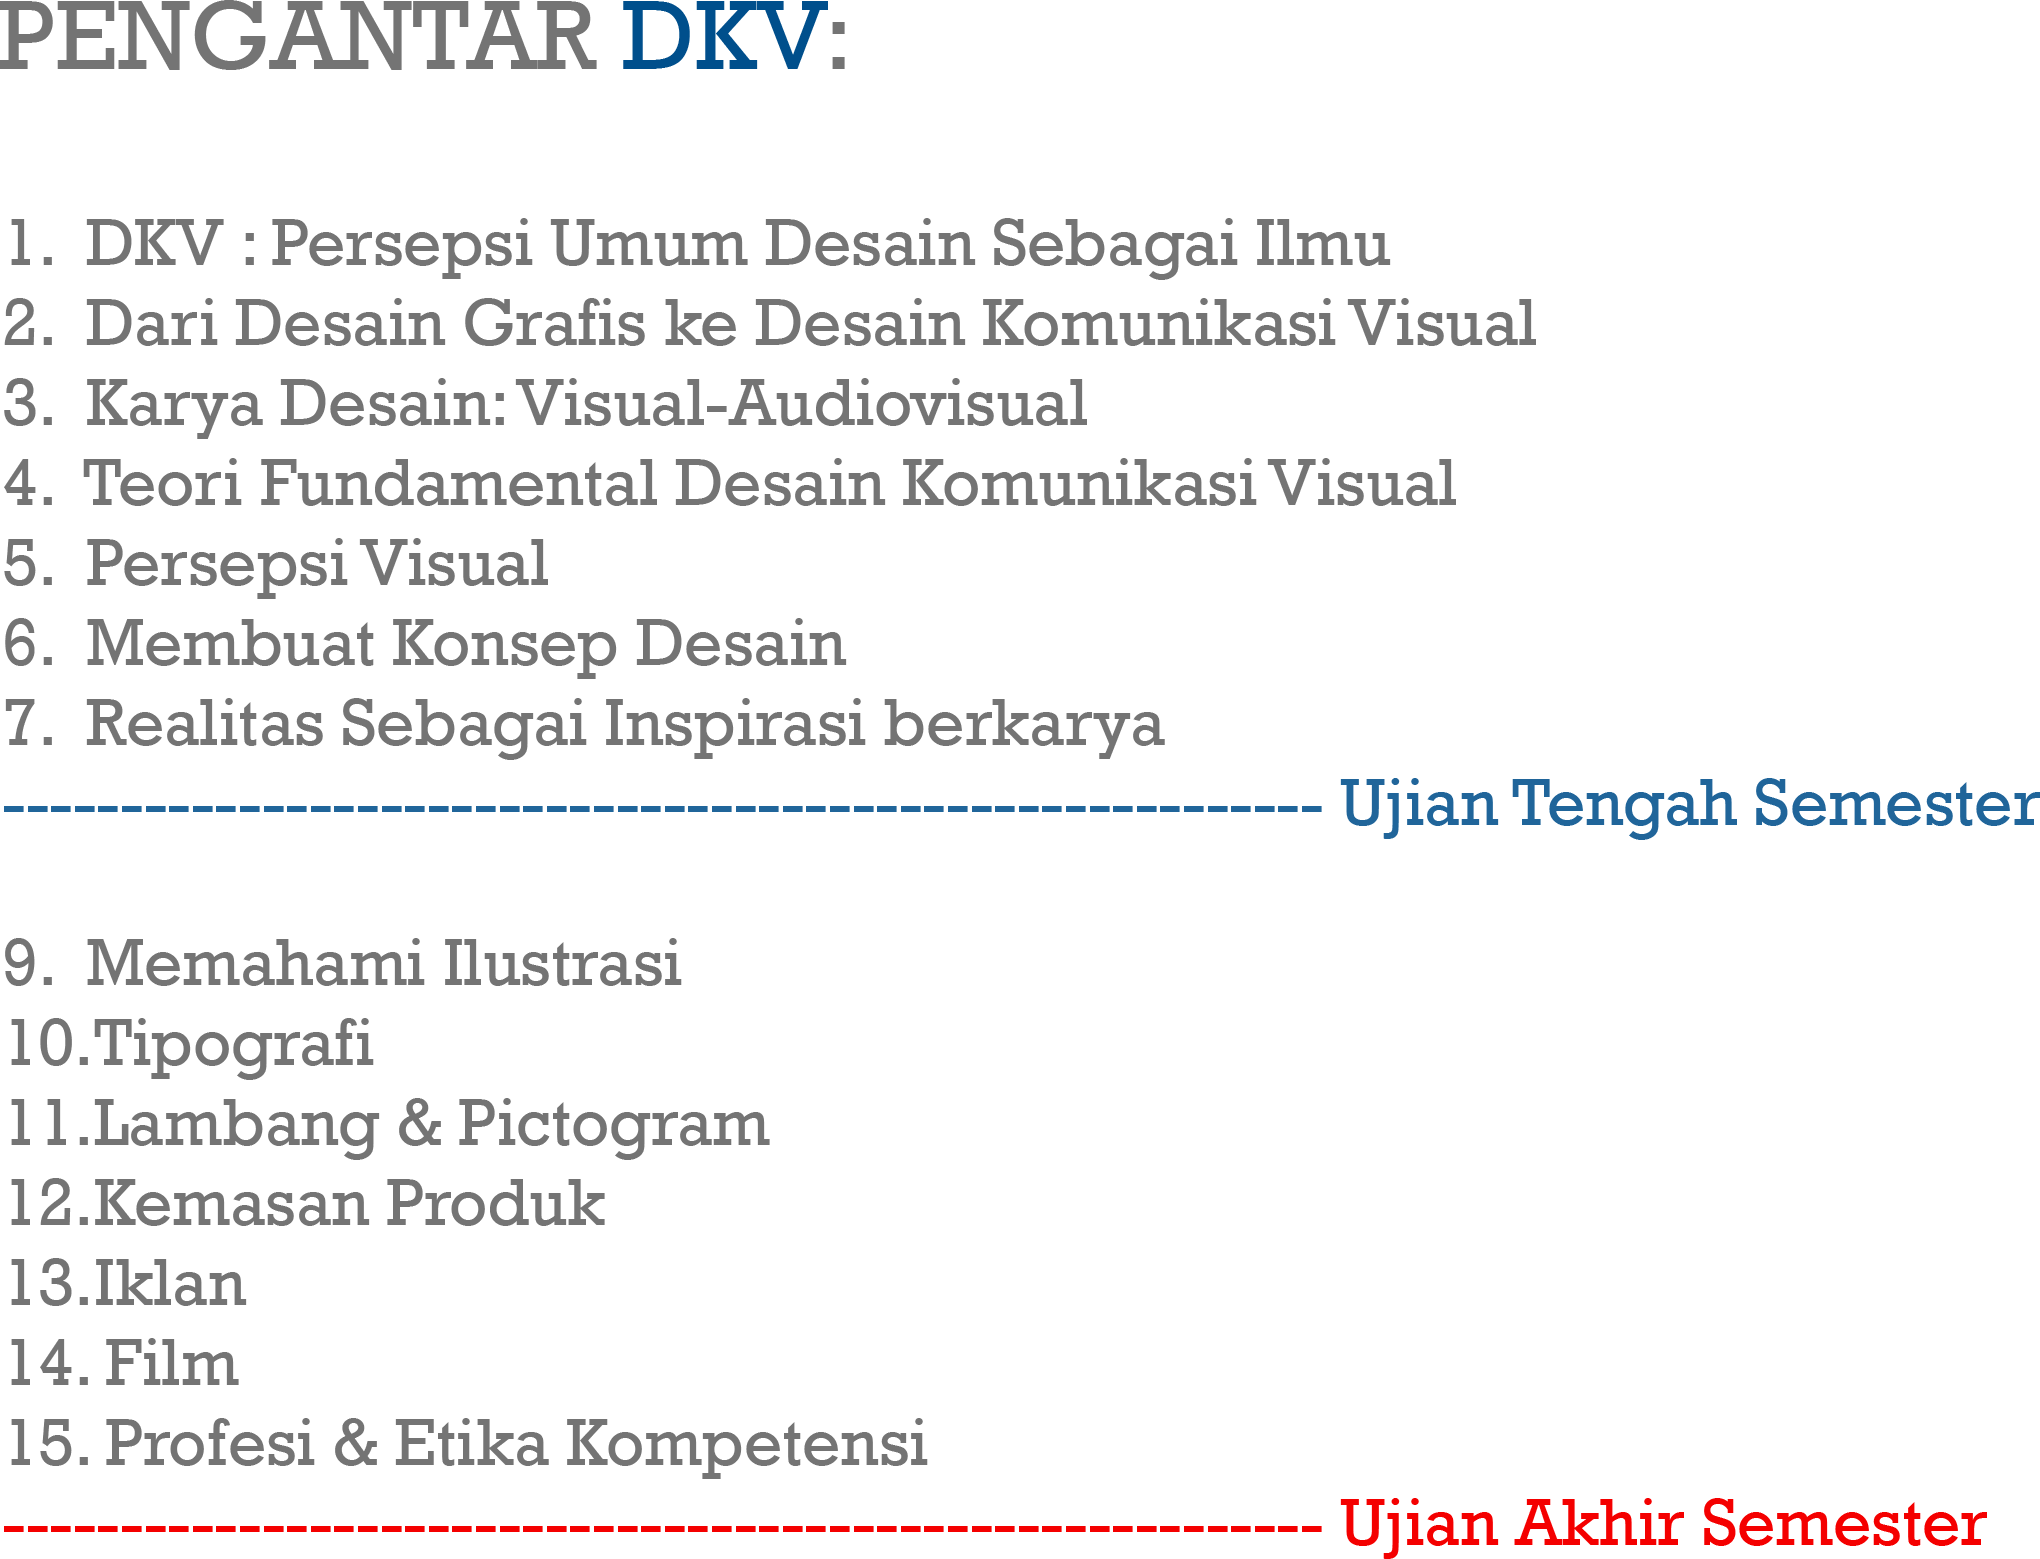 PENGANTAR DKV:
1. DKV : Persepsi Umum Desain Sebagai Ilmu
2. Dari Desain Grafis ke Desain Komunikasi Visual
3. Karya Desain: Visual-Audiovisual
4. Teori Fundamental Desain Komunikasi Visual
5. Persepsi Visual
6. Membuat Konsep Desain
7. Realitas Sebagai Inspirasi berkarya
-------------------------------------------------------- Ujian Tengah Semester
9. Memahami Ilustrasi
10.Tipografi
11.Lambang & Pictogram
12.Kemasan Produk
13.Iklan
14. Film
15. Profesi & Etika Kompetensi
-------------------------------------------------------- Ujian Akhir Semester